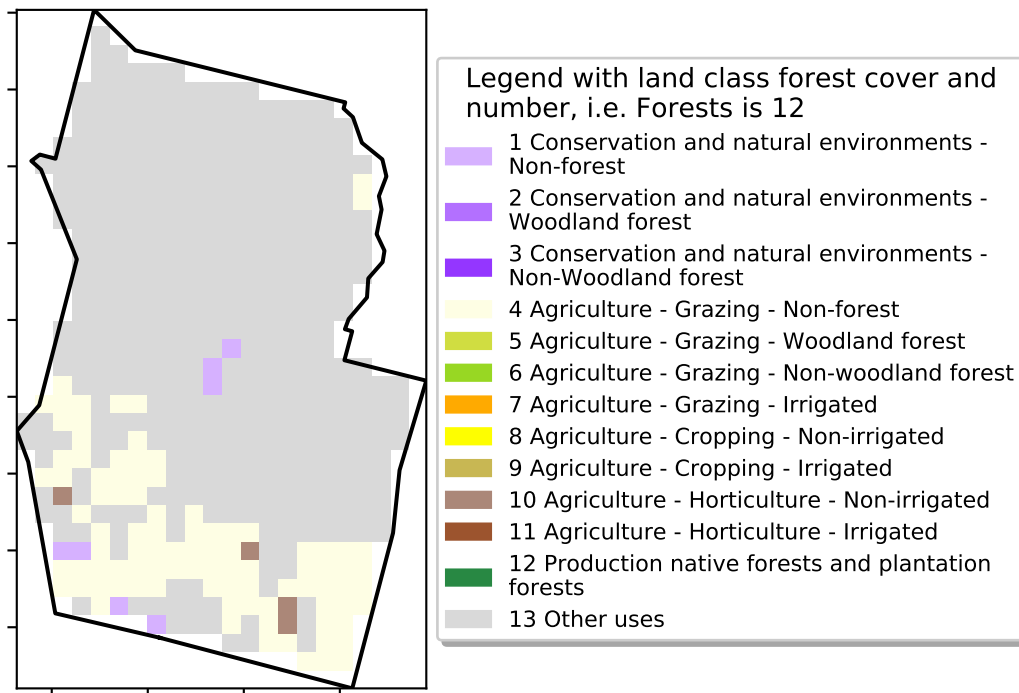 Legend with land class forest cover and
number, i.e. Forests is 12
1 Conservation and natural environments -
Non-forest
2 Conservation and natural environments -
Woodland forest
3 Conservation and natural environments -
Non-Woodland forest
4 Agriculture - Grazing - Non-forest
5 Agriculture - Grazing - Woodland forest
6 Agriculture - Grazing - Non-woodland forest
7 Agriculture - Grazing - Irrigated
8 Agriculture - Cropping - Non-irrigated
9 Agriculture - Cropping - Irrigated
10 Agriculture - Horticulture - Non-irrigated
11 Agriculture - Horticulture - Irrigated
12 Production native forests and plantation
forests
13 Other uses